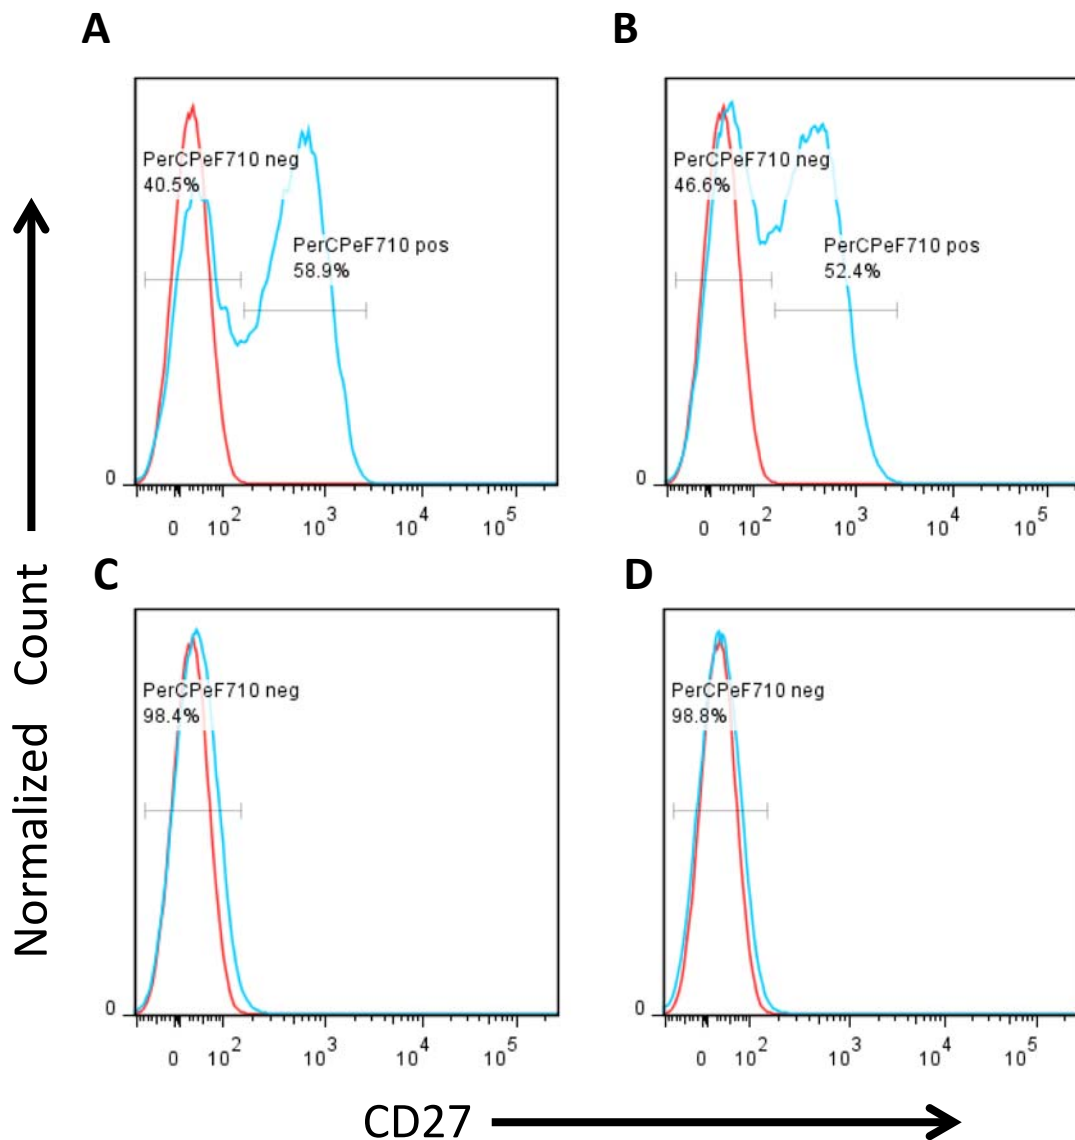 A
PerCPeF710 neg
40.5%
PerCPeF710 pos
58.9%
0
0 10^2 10^3 10^4 10^5
B
PerCPeF710 neg
46.6%
PerCPeF710 pos
52.4%
0
0 10^2 10^3 10^4 10^5
C
PerCPeF710 neg
98.4%
0
0 10^2 10^3 10^4 10^5
D
PerCPeF710 neg
98.8%
0
0 10^2 10^3 10^4 10^5
Normalized Count
CD27